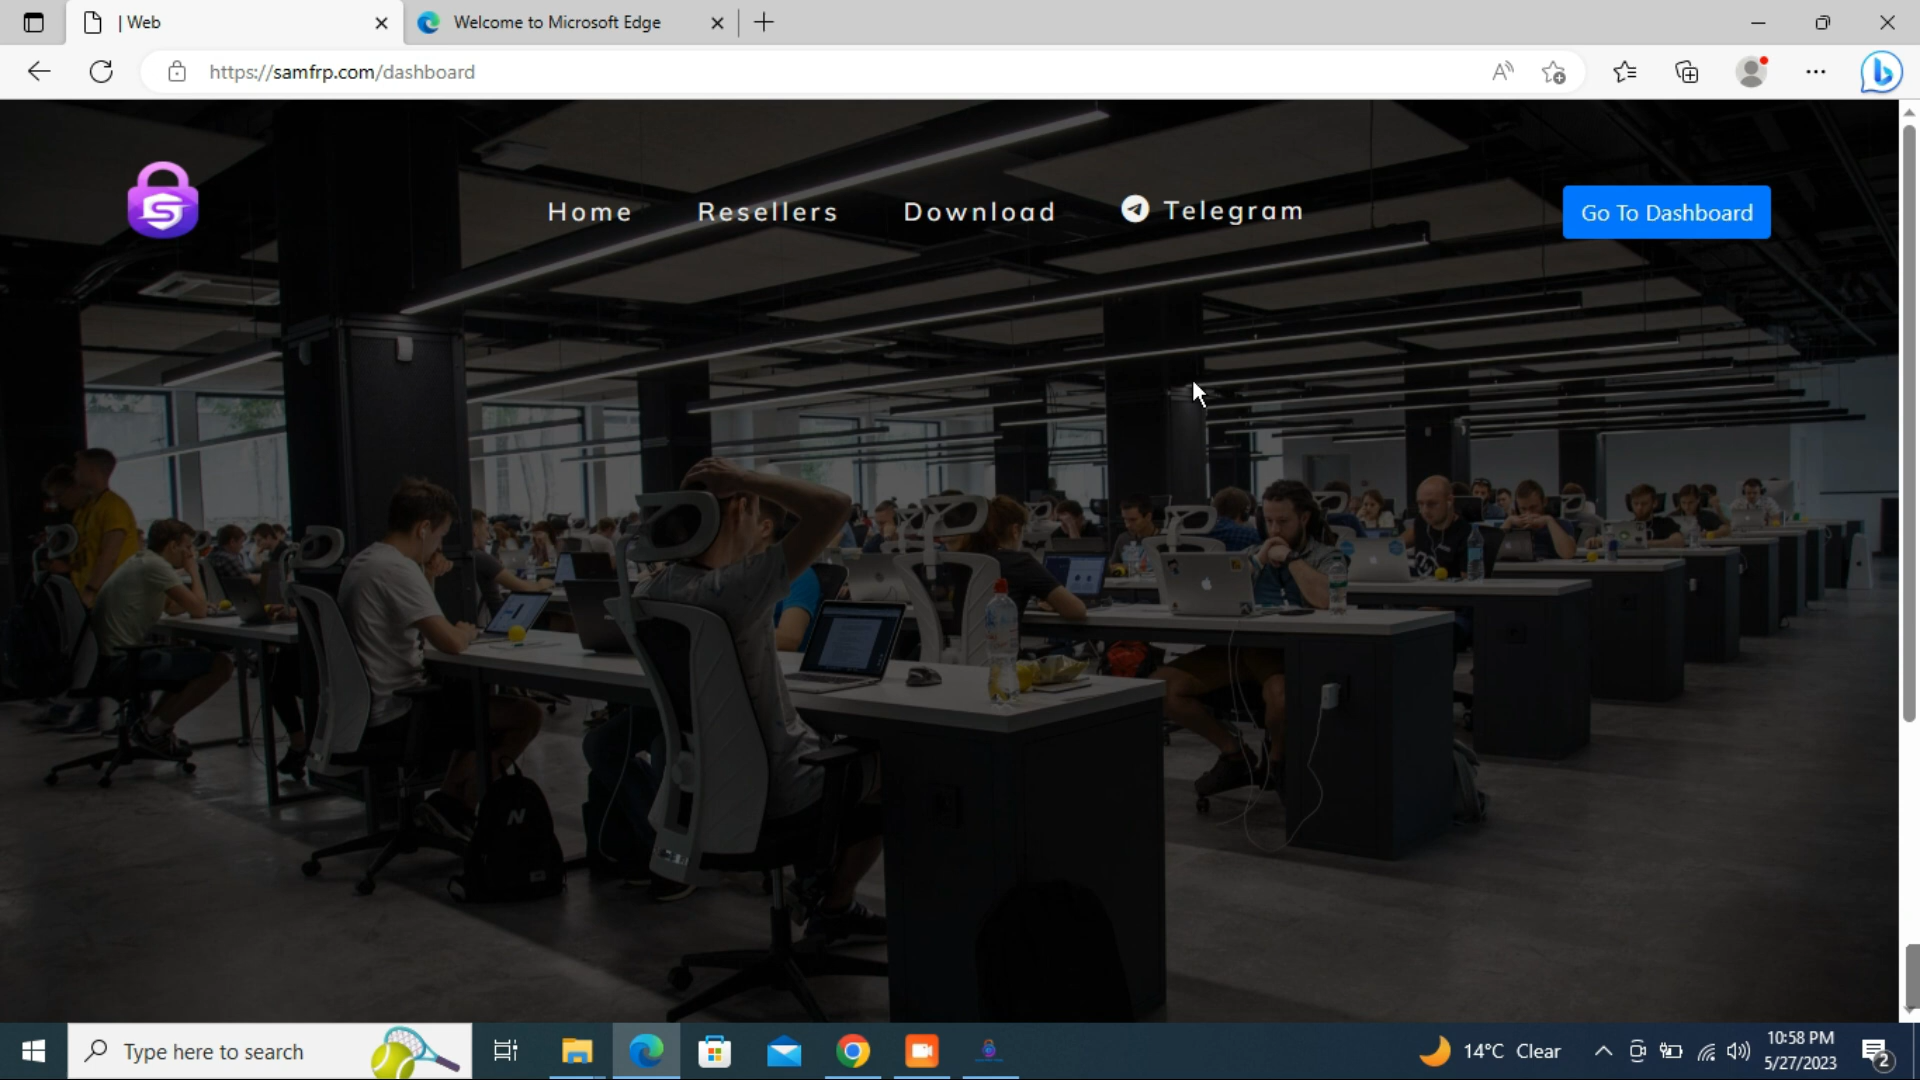 | Web
Welcome to Microsoft Edge
https://samfrp.com/dashboard
Home
Resellers
Download
Telegram
Go To Dashboard
Type here to search
14°C Clear
10:58 PM
5/27/2023
2